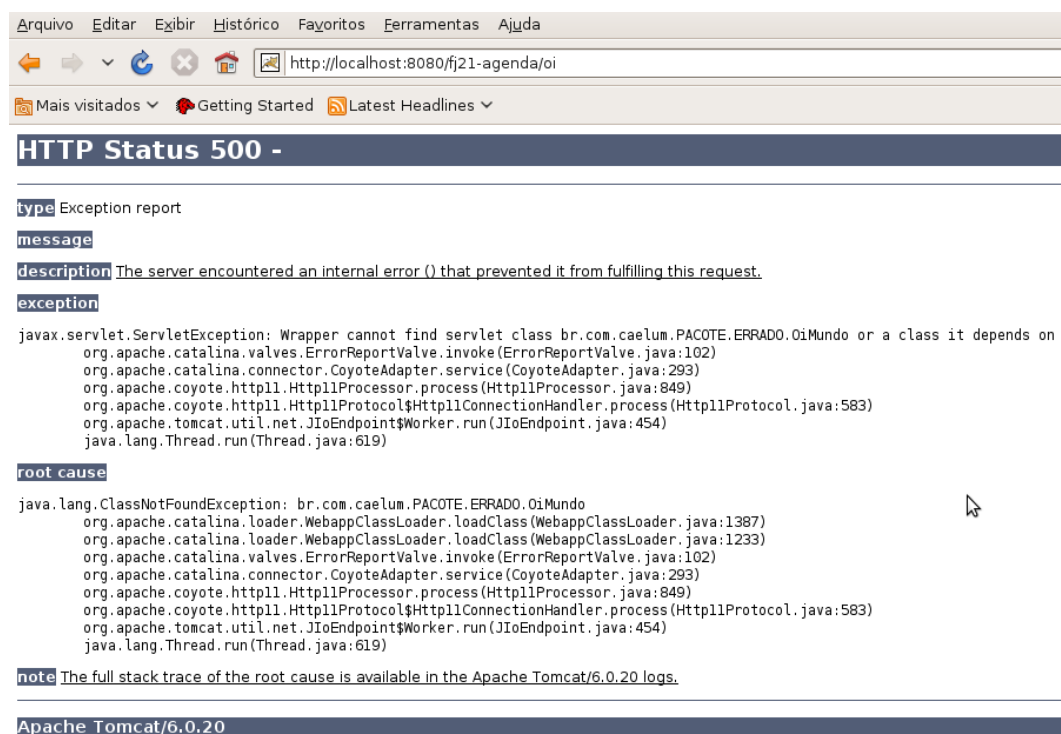 Arquivo Editar Exibir Histórico Favoritos Ferramentas Ajuda
http://localhost:8080/fj21-agenda/oi
Mais visitados Getting Started Latest Headlines
HTTP Status 500 -
type Exception report
message
description The server encountered an internal error () that prevented it from fulfilling this request.
exception
javax.servlet.ServletException: Wrapper cannot find servlet class br.com.caelum.PACOTE.ERRADO.OiMundo or a class it depends on
org.apache.catalina.valves.ErrorReportValve.invoke(ErrorReportValve.java:102)
org.apache.catalina.connector.CoyoteAdapter.service(CoyoteAdapter.java:293)
org.apache.coyote.http11.Http11Processor.process(Http11Processor.java:849)
org.apache.coyote.http11.Http11Protocol$Http11ConnectionHandler.process(Http11Protocol.java:583)
org.apache.tomcat.util.net.JIoEndpoint$Worker.run(JIoEndpoint.java:454)
java.lang.Thread.run(Thread.java:619)
root cause
java.lang.ClassNotFoundException: br.com.caelum.PACOTE.ERRADO.OiMundo
org.apache.catalina.loader.WebappClassLoader.loadClass(WebappClassLoader.java:1387)
org.apache.catalina.loader.WebappClassLoader.loadClass(WebappClassLoader.java:1233)
org.apache.catalina.valves.ErrorReportValve.invoke(ErrorReportValve.java:102)
org.apache.catalina.connector.CoyoteAdapter.service(CoyoteAdapter.java:293)
org.apache.coyote.http11.Http11Processor.process(Http11Processor.java:849)
org.apache.coyote.http11.Http11Protocol$Http11ConnectionHandler.process(Http11Protocol.java:583)
org.apache.tomcat.util.net.JIoEndpoint$Worker.run(JIoEndpoint.java:454)
java.lang.Thread.run(Thread.java:619)
note The full stack trace of the root cause is available in the Apache Tomcat/6.0.20 logs.
Apache Tomcat/6.0.20